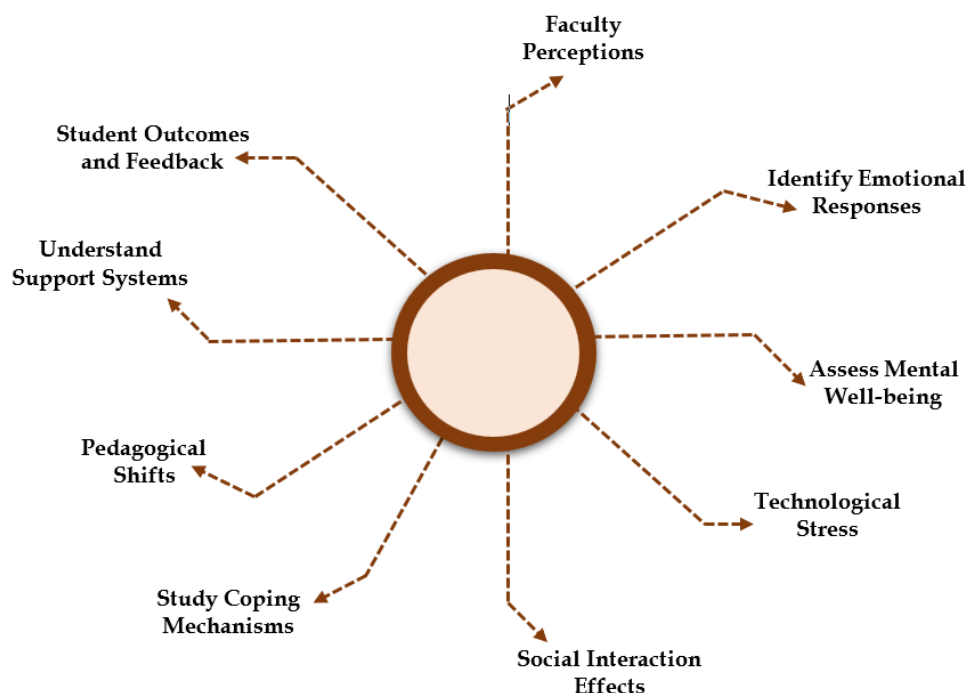 Faculty
Perceptions
Student Outcomes
and Feedback
Identify Emotional
Responses
Understand
Support Systems
Assess Mental
Well-being
Pedagogical
Shifts
Technological
Stress
Study Coping
Mechanisms
Social Interaction
Effects